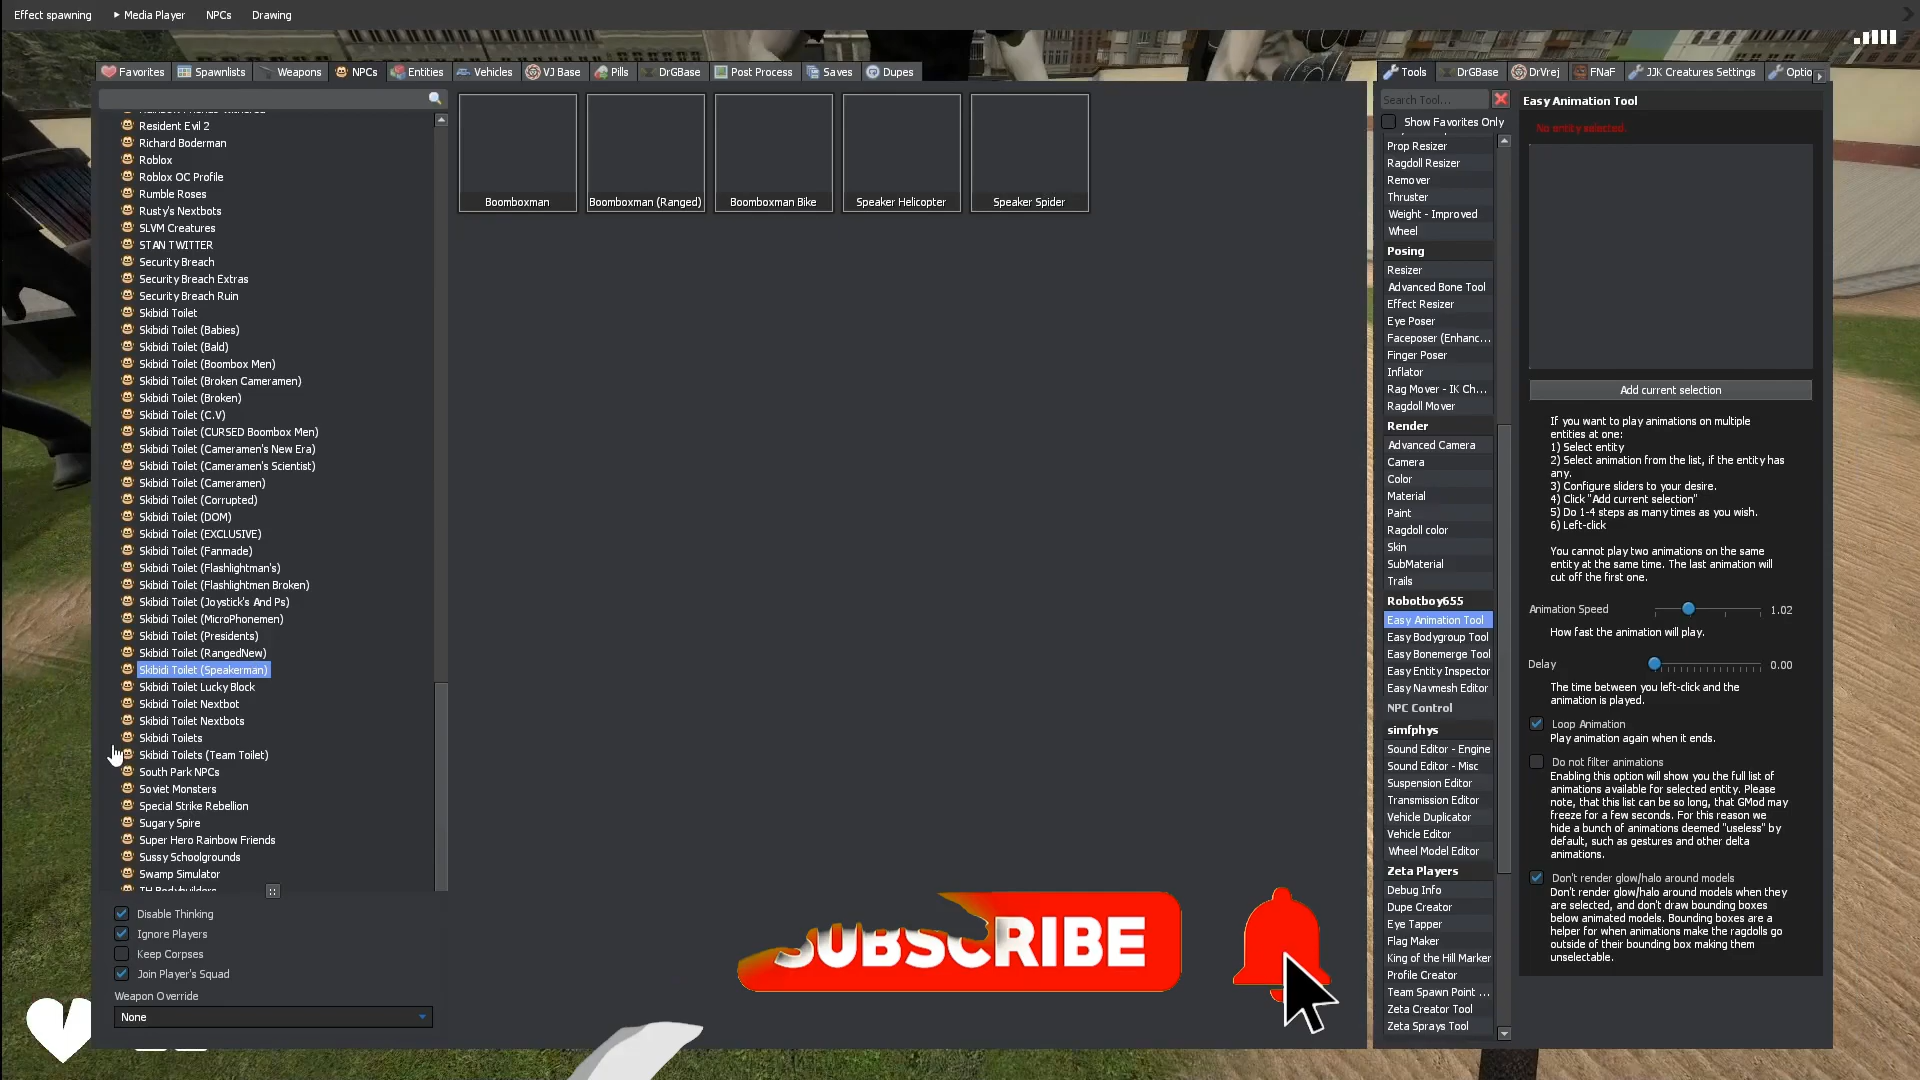 Effect spawning
Media Player
NPCs
Drawing
Favorites
Spawnlists
Weapons
NPCs
Entities
Vehicles
VJ Base
Pills
DrGBase
Post Process
Saves
Dupes
Resident Evil 2
Richard Boderman
Roblox
Roblox OC Profile
Rumble Roses
Rusty's Nextbots
SLVM Creatures
STAN TWITTER
Security Breach
Security Breach Extras
Security Breach Ruin
Skibidi Toilet
Skibidi Toilet (Babies)
Skibidi Toilet (Bald)
Skibidi Toilet (Boombox Men)
Skibidi Toilet (Broken Cameramen)
Skibidi Toilet (Broken)
Skibidi Toilet (C.V)
Skibidi Toilet (CURSED Boombox Men)
Skibidi Toilet (Cameramen's New Era)
Skibidi Toilet (Cameramen's Scientist)
Skibidi Toilet (Cameramen)
Skibidi Toilet (Corrupted)
Skibidi Toilet (DOM)
Skibidi Toilet (EXCLUSIVE)
Skibidi Toilet (Fanmade)
Skibidi Toilet (Flashlightman's)
Skibidi Toilet (Flashlightmen Broken)
Skibidi Toilet (Joystick's And Ps)
Skibidi Toilet (MicroPhonemen)
Skibidi Toilet (Presidents)
Skibidi Toilet (RangedNew)
Skibidi Toilet (Speakerman)
Skibidi Toilet Lucky Block
Skibidi Toilet Nextbot
Skibidi Toilet Nextbots
Skibidi Toilets
Skibidi Toilets (Team Toilet)
South Park NPCs
Soviet Monsters
Special Strike Rebellion
Sugary Spire
Super Hero Rainbow Friends
Sussy Schoolgrounds
Swamp Simulator
Disable Thinking
Ignore Players
Keep Corpses
Join Player's Squad
Weapon Override
None
Boomboxman
Boomboxman (Ranged)
Boomboxman Bike
Speaker Helicopter
Speaker Spider
SUBSCRIBE
Tools
DrGBase
DrVrej
FNaF
JJK Creatures Settings
Optio
Search Tool...
Show Favorites Only
Prop Resizer
Ragdoll Resizer
Remover
Thruster
Weight - Improved
Wheel
Posing
Resizer
Advanced Bone Tool
Effect Resizer
Eye Poser
Faceposer (Enhanc...
Finger Poser
Inflator
Rag Mover - IK Ch...
Ragdoll Mover
Render
Advanced Camera
Camera
Color
Material
Paint
Ragdoll color
Skin
SubMaterial
Trails
Robotboy655
Easy Animation Tool
Easy Bodygroup Tool
Easy Bonemerge Tool
Easy Entity Inspector
Easy Navmesh Editor
NPC Control
simfphys
Sound Editor - Engine
Sound Editor - Misc
Suspension Editor
Transmission Editor
Vehicle Duplicator
Vehicle Editor
Wheel Model Editor
Zeta Players
Debug Info
Dupe Creator
Eye Tapper
Flag Maker
King of the Hill Marker
Profile Creator
Team Spawn Point ...
Zeta Creator Tool
Zeta Sprays Tool
Easy Animation Tool
No entity selected.
Add current selection
If you want to play animations on multiple
entities at one:
1) Select entity
2) Select animation from the list, if the entity has
any.
3) Configure sliders to your desire.
4) Click "Add current selection"
5) Do 1-4 steps as many times as you wish.
6) Left-click
You cannot play two animations on the same
entity at the same time. The last animation will
cut off the first one.
Animation Speed
1.02
How fast the animation will play.
Delay
0.00
The time between you left-click and the
animation is played.
Loop Animation
Play animation again when it ends.
Do not filter animations
Enabling this option will show you the full list of
animations available for selected entity. Please
note, that this list can be so long, that GMod may
freeze for a few seconds. For this reason we
hide a bunch of animations deemed "useless" by
default, such as gestures and other delta
animations.
Don't render glow/halo around models
Don't render glow/halo around models when they
are selected, and don't draw bounding boxes
below animated models. Bounding boxes are a
helper for when animations make the ragdolls go
outside of their bounding box making them
unselectable.